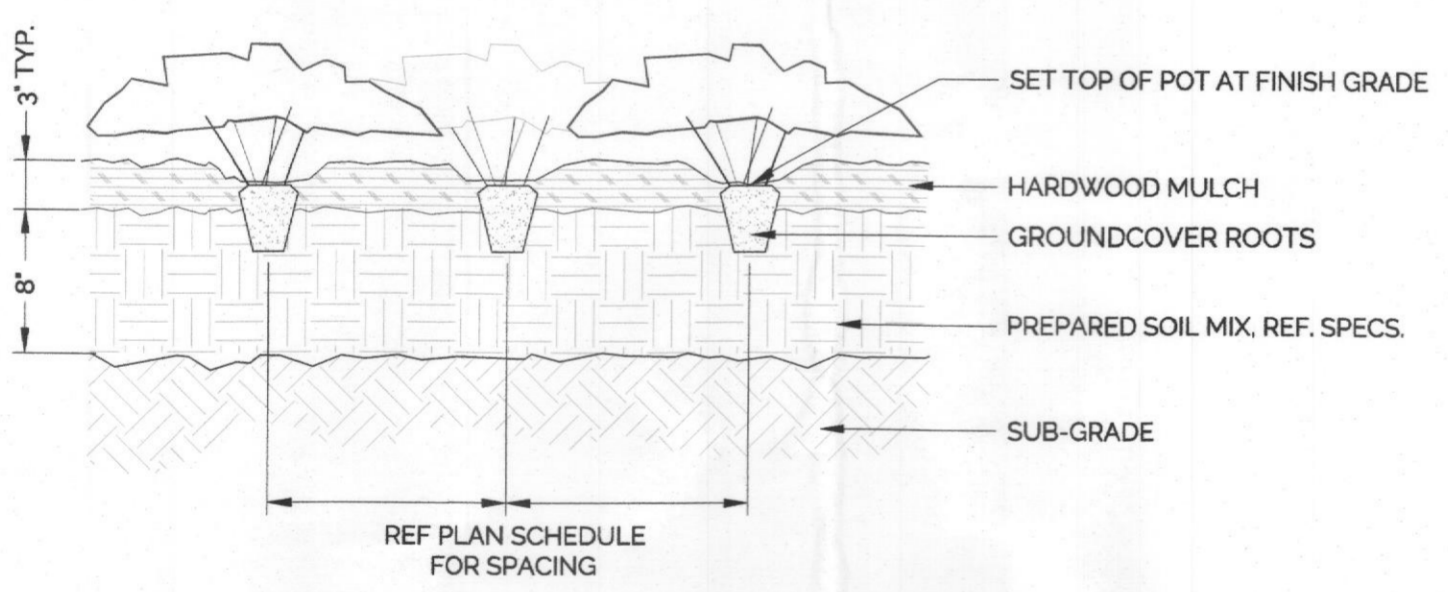 3" TYP.
8"
SET TOP OF POT AT FINISH GRADE
HARDWOOD MULCH
GROUNDCOVER ROOTS
PREPARED SOIL MIX, REF. SPECS.
SUB-GRADE
REF PLAN SCHEDULE
FOR SPACING